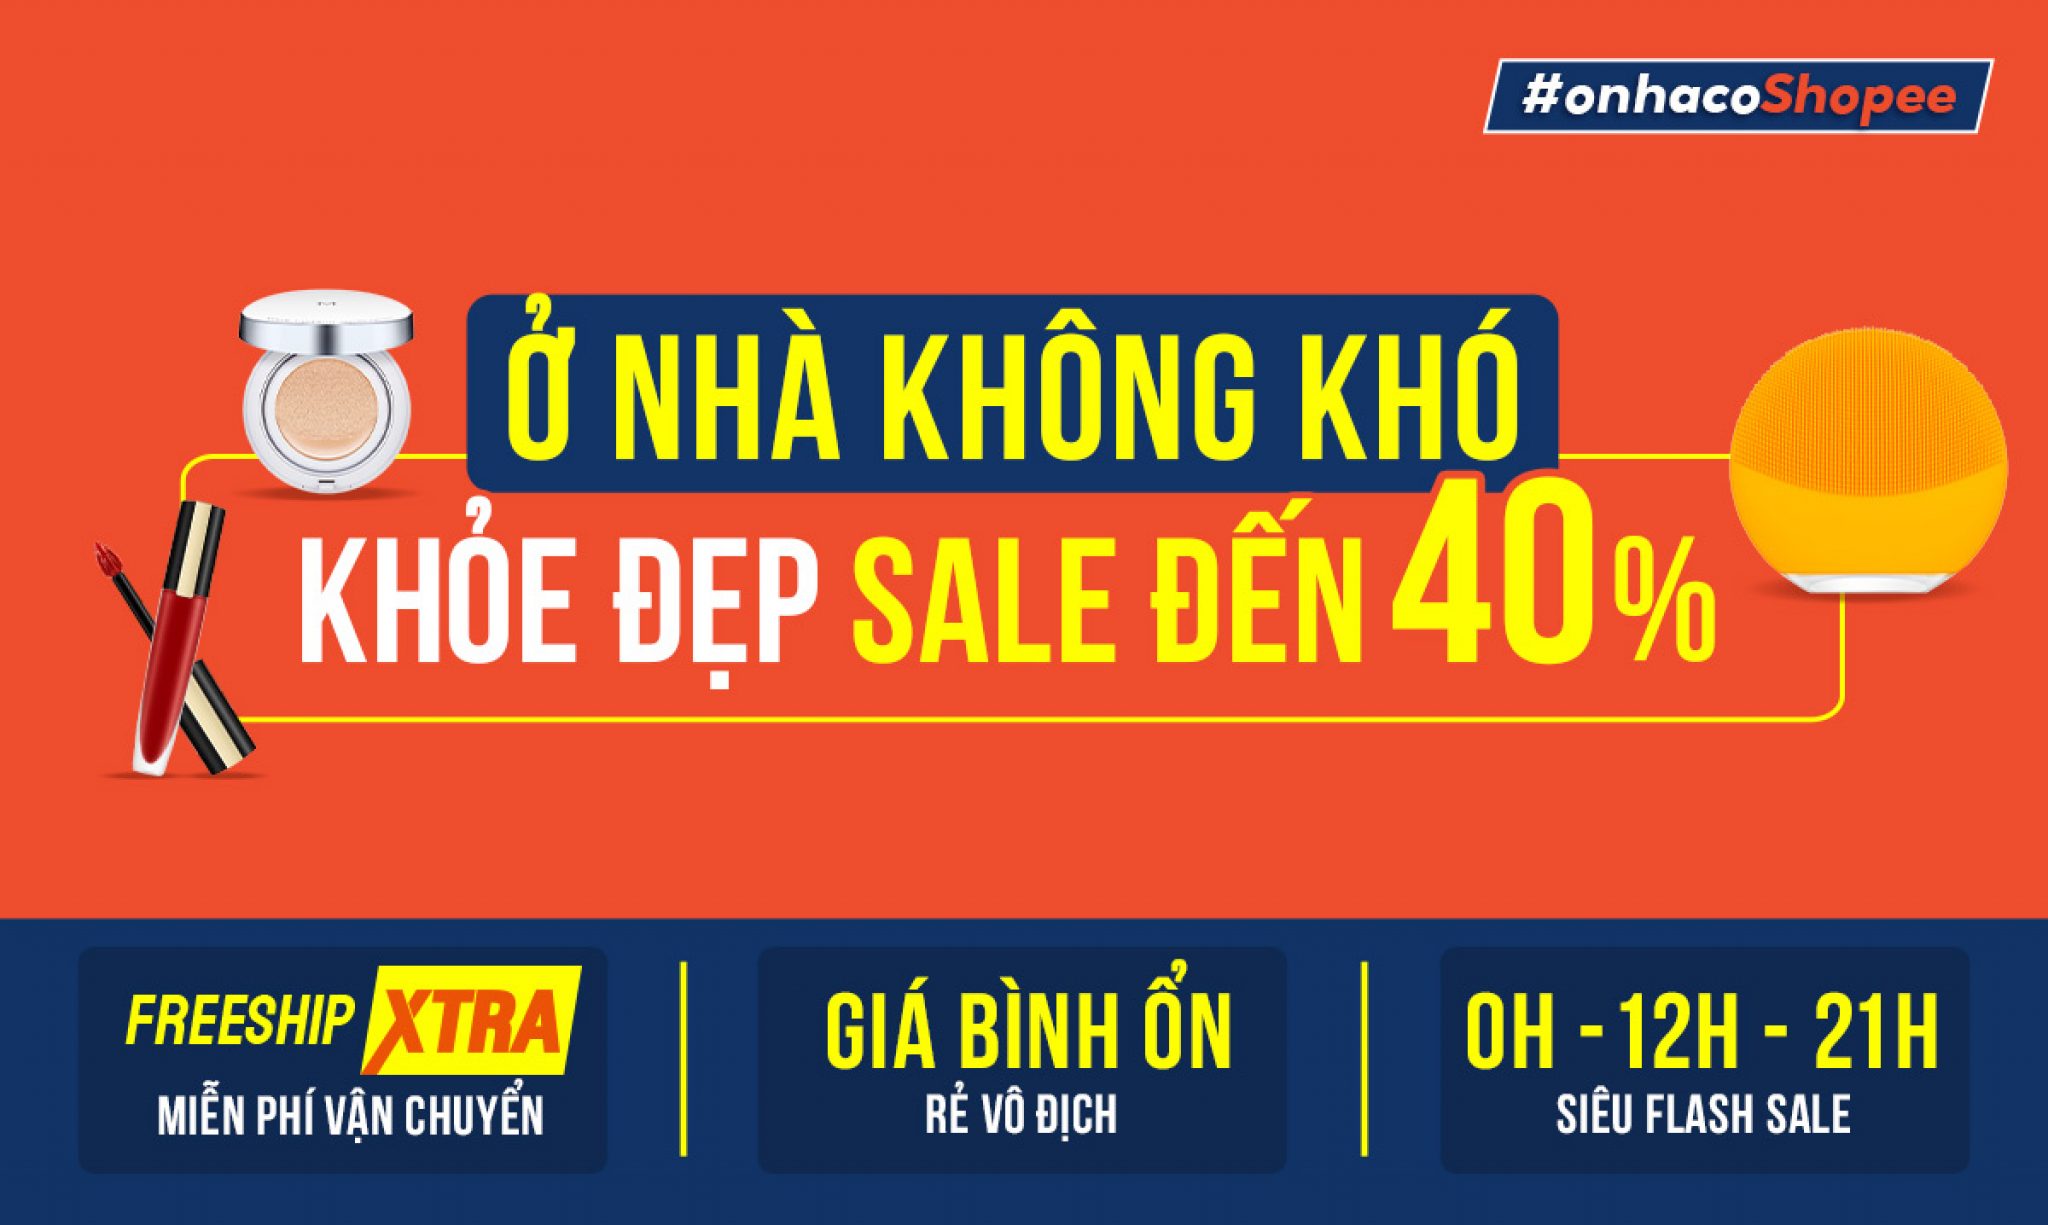 #onhacoShopee
Ở NHÀ KHÔNG KHÓ
KHỎE ĐẸP SALE ĐẾN 40%
FREESHIP XTRA
MIỄN PHÍ VẬN CHUYỂN
GIÁ BÌNH ỔN
RẺ VÔ ĐỊCH
0H - 12H - 21H
SIÊU FLASH SALE